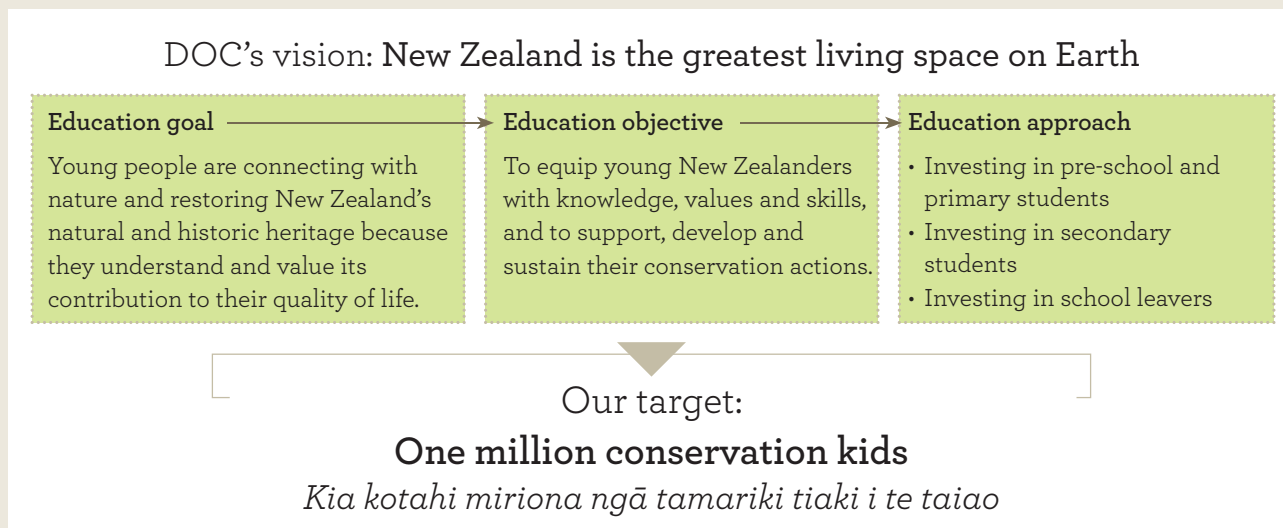 DOC's vision: New Zealand is the greatest living space on Earth
Education goal
Young people are connecting with
nature and restoring New Zealand's
natural and historic heritage because
they understand and value its
contribution to their quality of life.
Education objective
To equip young New Zealanders
with knowledge, values and skills,
and to support, develop and
sustain their conservation actions.
Education approach
• Investing in pre-school and
primary students
• Investing in secondary
students
• Investing in school leavers
Our target:
One million conservation kids
Kia kotahi miriona ngā tamariki tiaki i te taiao